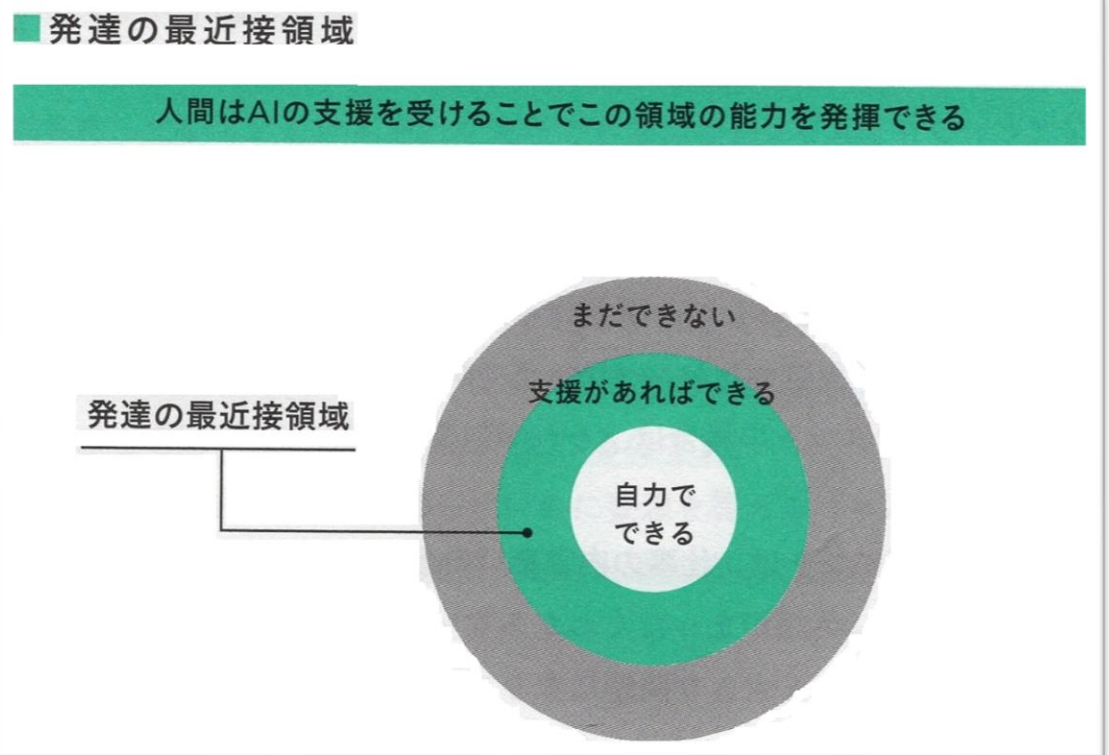 発達の最近接領域
人間はAIの支援を受けることでこの領域の能力を発揮できる
まだできない
支援があればできる
発達の最近接領域
自力で
できる